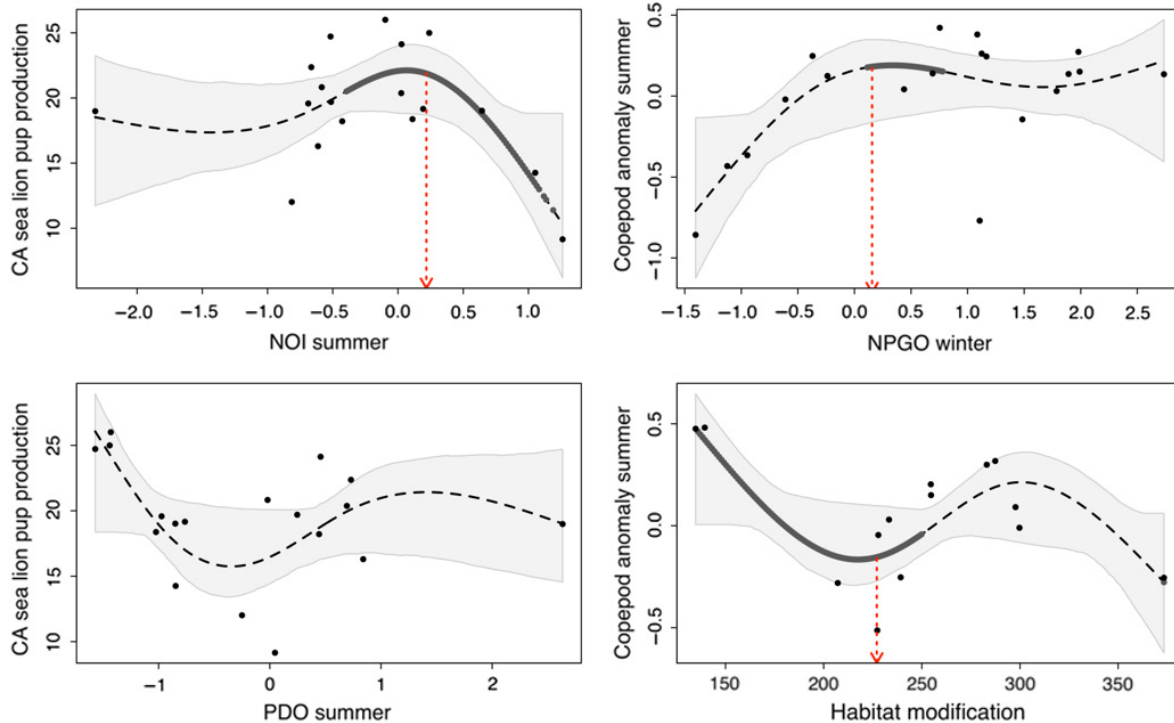 CA sea lion pup production
25
20
15
10
−2.0 −1.5 −1.0 −0.5 0.0 0.5 1.0
NOI summer
Copepod anomaly summer
0.5
0.0
−0.5
−1.0
−1.5 −1.0 −0.5 0.0 0.5 1.0 1.5 2.0 2.5
NPGO winter
CA sea lion pup production
25
20
15
10
−1 0 1 2
PDO summer
Copepod anomaly summer
0.5
0.0
−0.5
150 200 250 300 350
Habitat modification